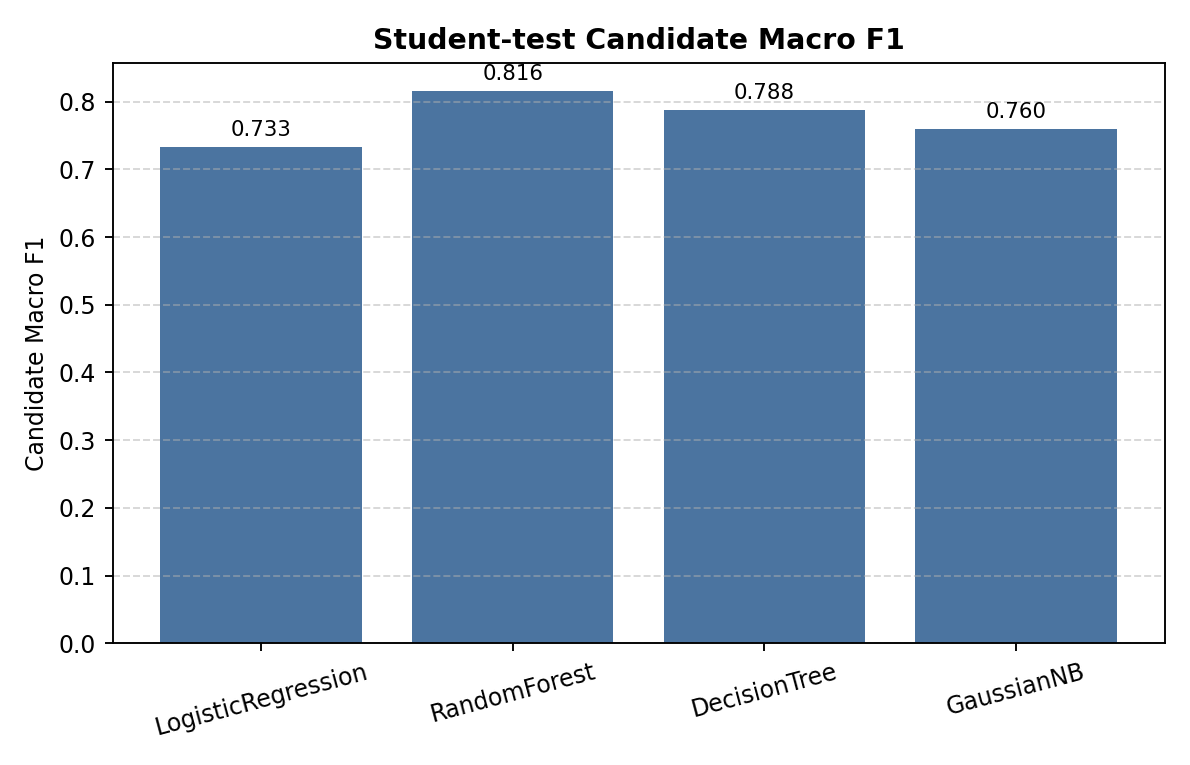 Student-test Candidate Macro F1
Candidate Macro F1
0.8
0.7
0.6
0.5
0.4
0.3
0.2
0.1
0.0
0.733
0.816
0.788
0.760
LogisticRegression
RandomForest
DecisionTree
GaussianNB